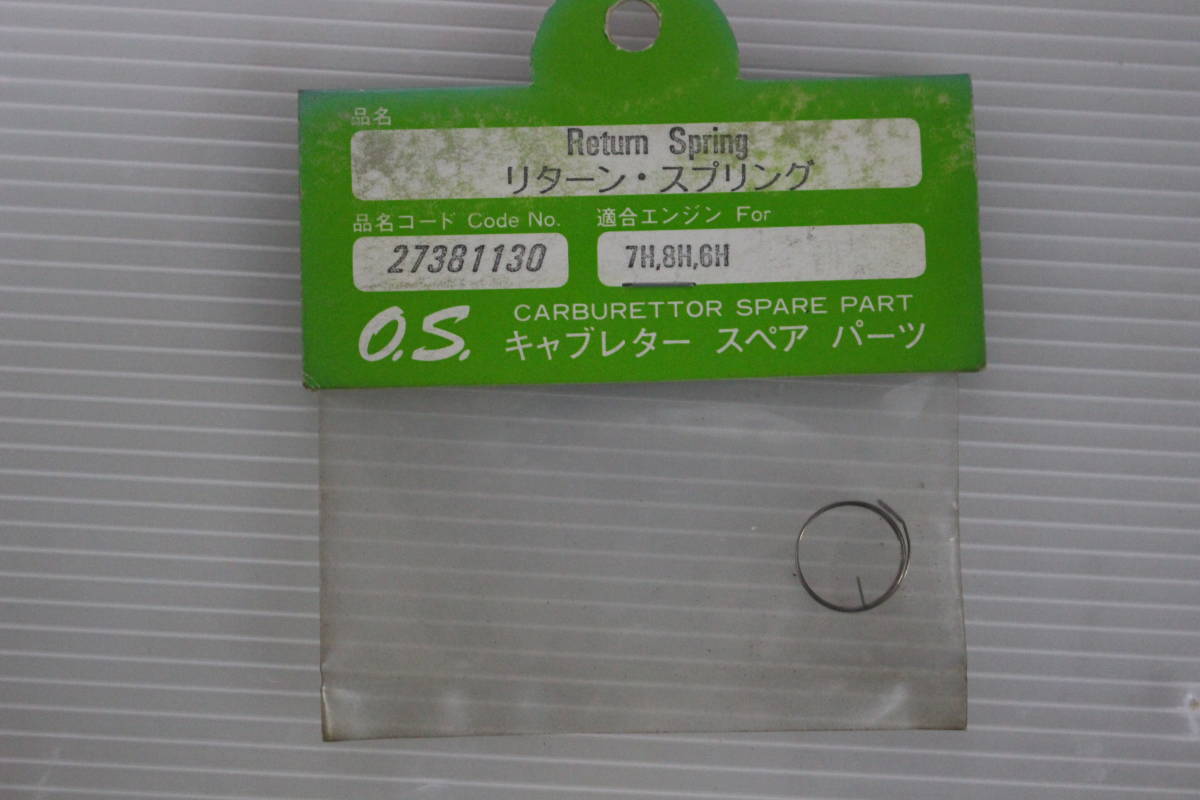 品名
Return Spring
リターン・スプリング
品名コード Code No.
適合エンジン For
27381130
7H,8H,6H
O.S.
CARBURETTOR SPARE PART
キャブレター スペア パーツ